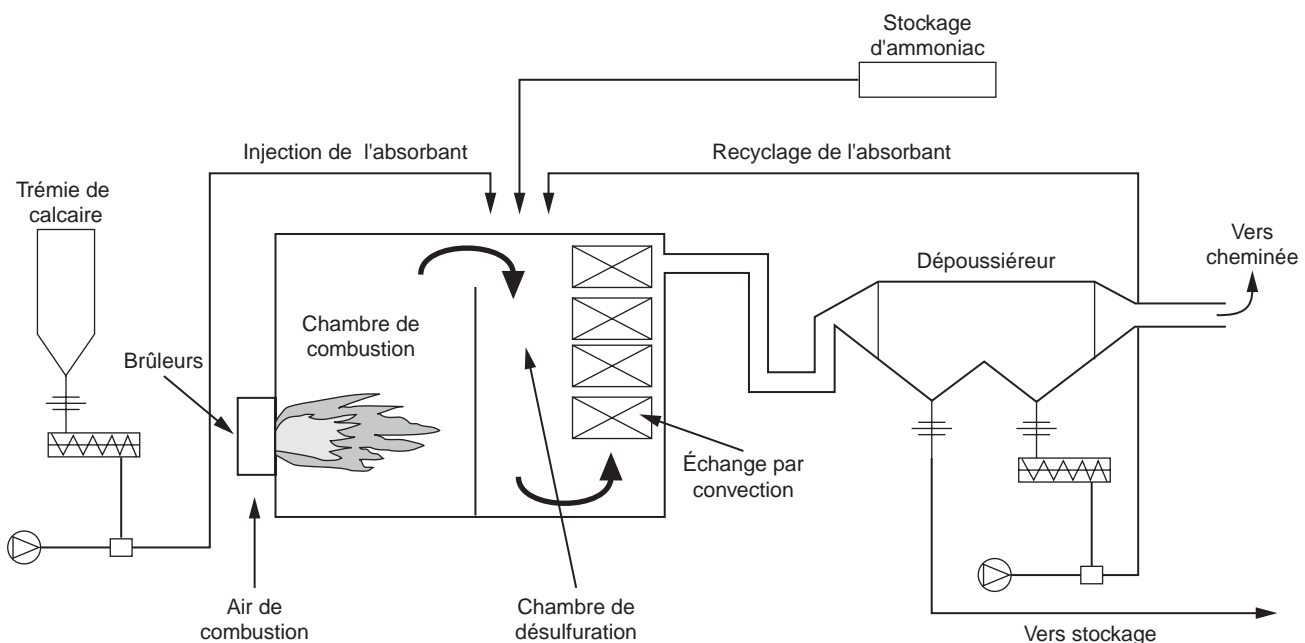 Stockage
d'ammoniac
Injection de l'absorbant
Recyclage de l'absorbant
Trémie de
calcaire
Vers
cheminée
Dépoussiéreur
Chambre de
combustion
Brûleurs
Échange par
convection
Air de
combustion
Chambre de
désulfuration
Vers stockage